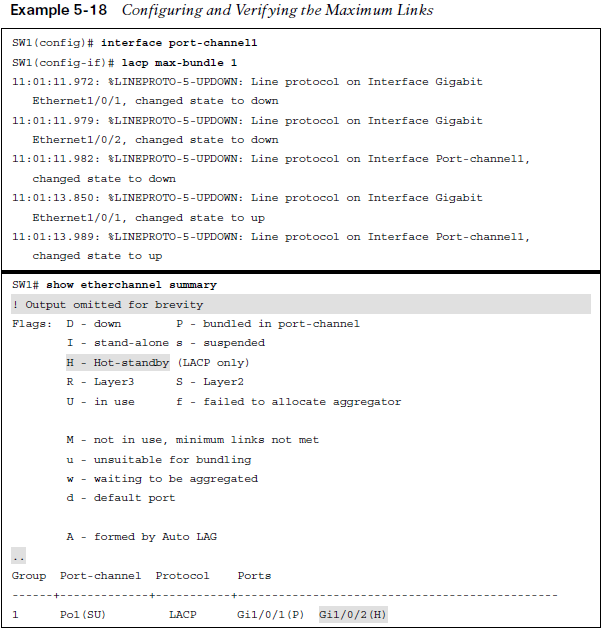 Example 5-18 Configuring and Verifying the Maximum Links
SW1(config)# interface port-channel1
SW1(config-if)# lacp max-bundle 1
11:01:11.972: %LINEPROTO-5-UPDOWN: Line protocol on Interface Gigabit
Ethernet1/0/1, changed state to down
11:01:11.979: %LINEPROTO-5-UPDOWN: Line protocol on Interface Gigabit
Ethernet1/0/2, changed state to down
11:01:11.982: %LINEPROTO-5-UPDOWN: Line protocol on Interface Port-channel1,
changed state to down
11:01:13.850: %LINEPROTO-5-UPDOWN: Line protocol on Interface Gigabit
Ethernet1/0/1, changed state to up
11:01:13.989: %LINEPROTO-5-UPDOWN: Line protocol on Interface Port-channel1,
changed state to up
SW1# show etherchannel summary
! Output omitted for brevity
Flags: D - down P - bundled in port-channel
I - stand-alone s - suspended
H - Hot-standby (LACP only)
R - Layer3 S - Layer2
U - in use f - failed to allocate aggregator
M - not in use, minimum links not met
u - unsuitable for bundling
w - waiting to be aggregated
d - default port
A - formed by Auto LAG
..
Group Port-channel Protocol Ports
------+-------------+-----------+-----------------------------------------------
1 Po1(SU) LACP Gi1/0/1(P) Gi1/0/2(H)